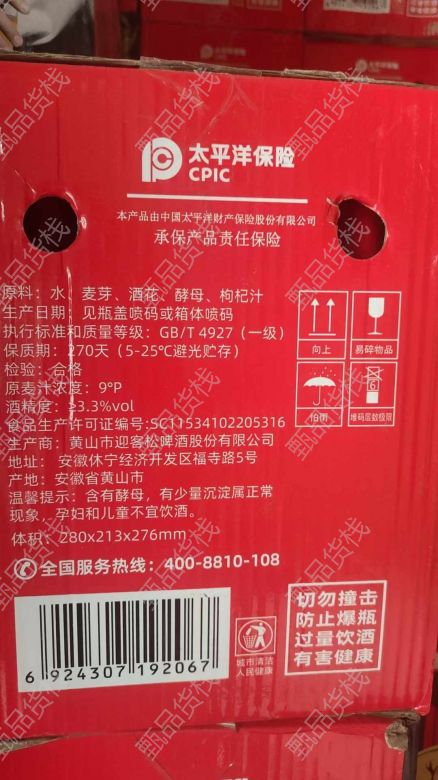 太平洋保险
CPIC
本产品由中国太平洋财产保险股份有限公司
承保产品责任保险
原料：水、麦芽、酒花、酵母、枸杞汁
生产日期：见瓶盖喷码或箱体喷码
执行标准和质量等级：GB/T 4927（一级）
保质期：270天（5-25℃避光贮存）
检验：合格
原麦汁浓度：9°P
酒精度：≥3.3%vol
食品生产许可证编号：SC11534102205316
生产商：黄山市迎客松啤酒股份有限公司
地址：安徽休宁经济开发区福寺路5号
产地：安徽省黄山市
温馨提示：含有酵母，有少量沉淀属正常
现象，孕妇和儿童不宜饮酒。
体积：280x213x276mm
全国服务热线：400-8810-108
向上
易碎物品
怕雨
6
堆码层数极限
6 924307 192067
城市清洁
人民健康
切勿撞击
防止爆瓶
过量饮酒
有害健康
甄品货栈